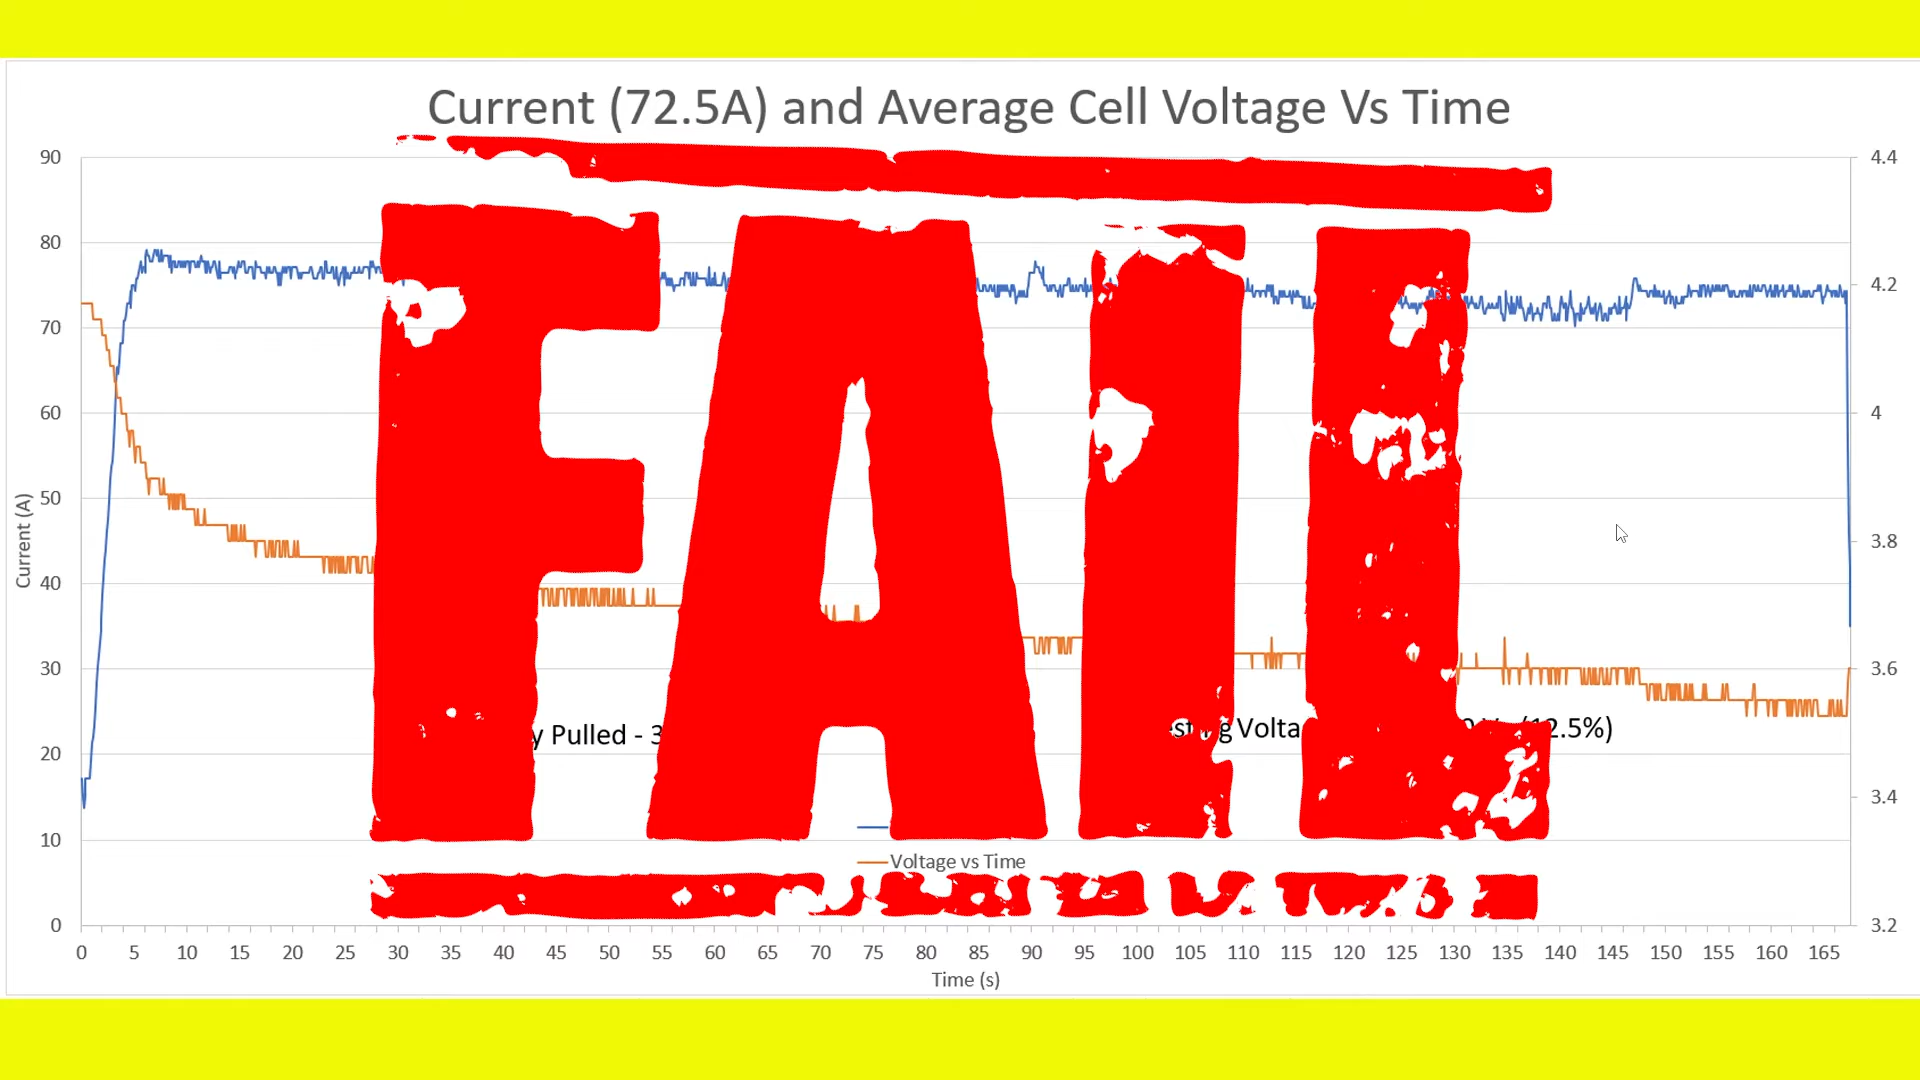 Current (72.5A) and Average Cell Voltage Vs Time
90
80
70
60
50
40
30
20
10
0
Current (A)
4.4
4.2
4
3.8
3.6
3.4
3.2
FAIL
Pulled - 3
(12.5%)
Voltage vs Time
0 5 10 15 20 25 30 35 40 45 50 55 60 65 70 75 80 85 90 95 100 105 110 115 120 125 130 135 140 145 150 155 160 165
Time (s)